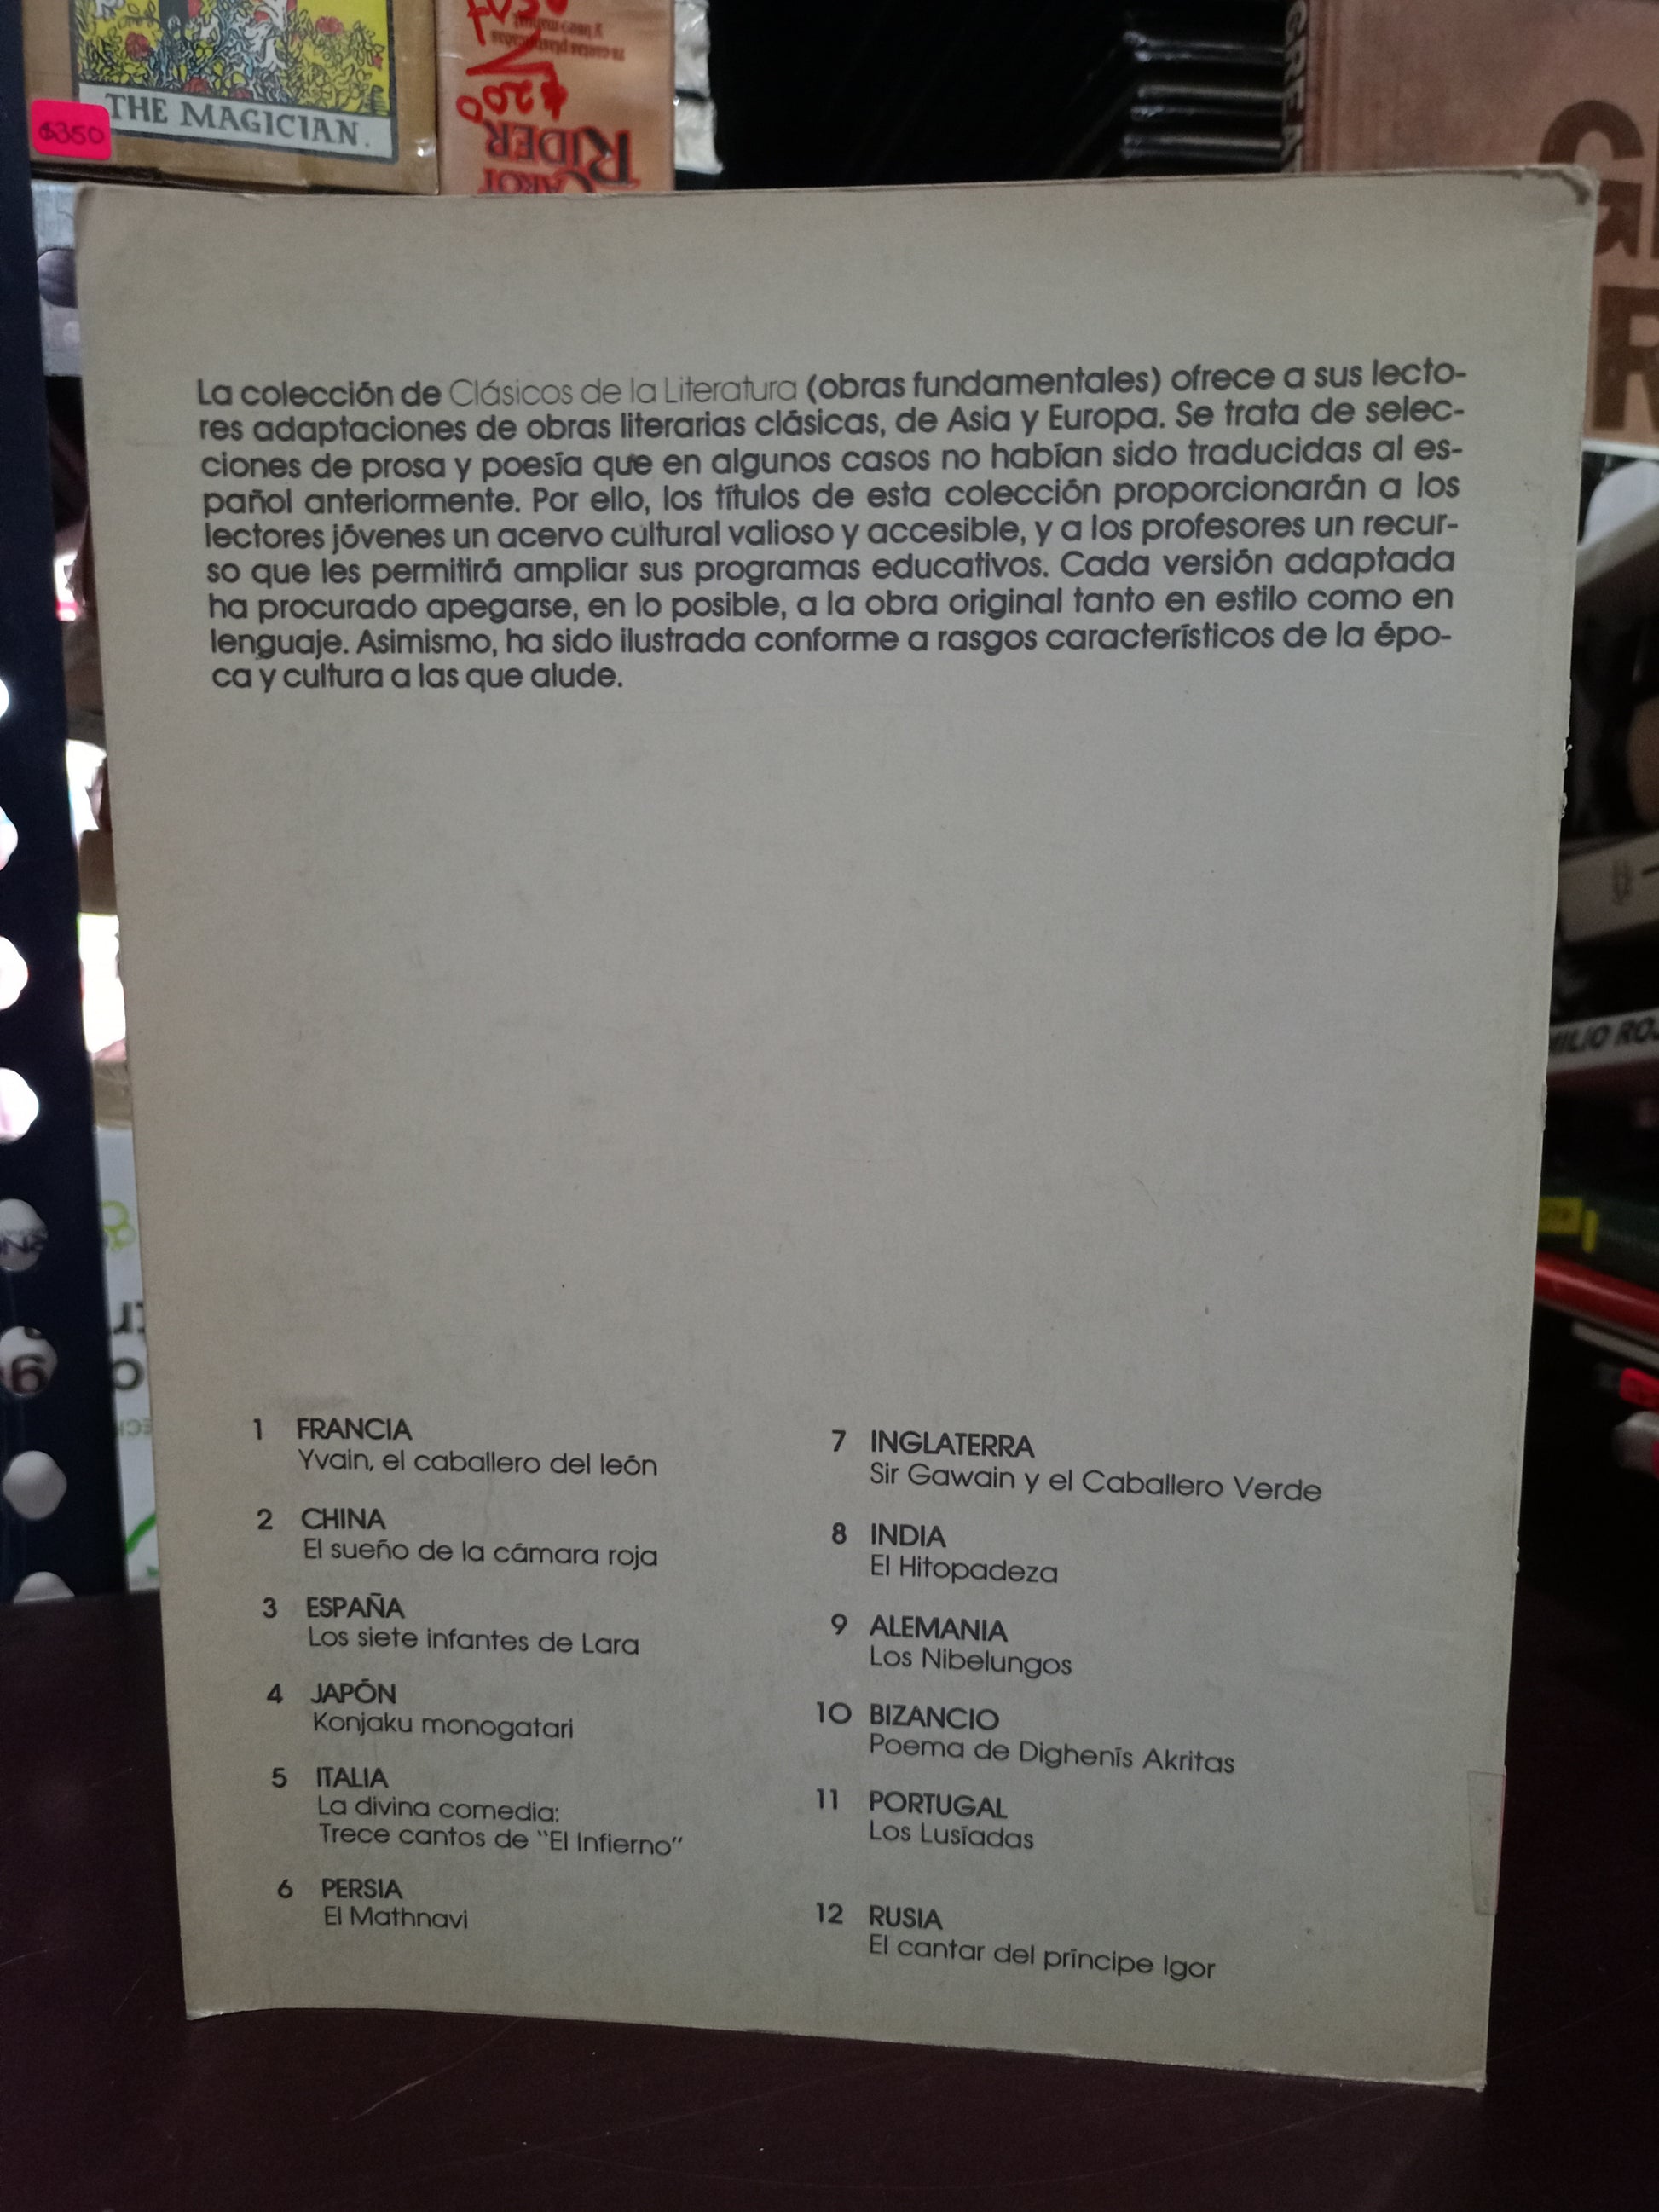 THE MAGICIAN.
$350
$200
RIDER
TAROT
GREAT
La colección de Clásicos de la Literatura (obras fundamentales) ofrece a sus lecto-
res adaptaciones de obras literarias clásicas, de Asia y Europa. Se trata de selec-
ciones de prosa y poesía que en algunos casos no habían sido traducidas al es-
pañol anteriormente. Por ello, los títulos de esta colección proporcionarán a los
lectores jóvenes un acervo cultural valioso y accesible, y a los profesores un recur-
so que les permitirá ampliar sus programas educativos. Cada versión adaptada
ha procurado apegarse, en lo posible, a la obra original tanto en estilo como en
lenguaje. Asimismo, ha sido ilustrada conforme a rasgos característicos de la épo-
ca y cultura a las que alude.
1 FRANCIA
Yvain, el caballero del león
2 CHINA
El sueño de la cámara roja
3 ESPAÑA
Los siete infantes de Lara
4 JAPÓN
Konjaku monogatari
5 ITALIA
La divina comedia:
Trece cantos de "El Infierno"
6 PERSIA
El Mathnavi
7 INGLATERRA
Sir Gawain y el Caballero Verde
8 INDIA
El Hitopadeza
9 ALEMANIA
Los Nibelungos
10 BIZANCIO
Poema de Dighenís Akritas
11 PORTUGAL
Los Lusíadas
12 RUSIA
El cantar del príncipe Igor